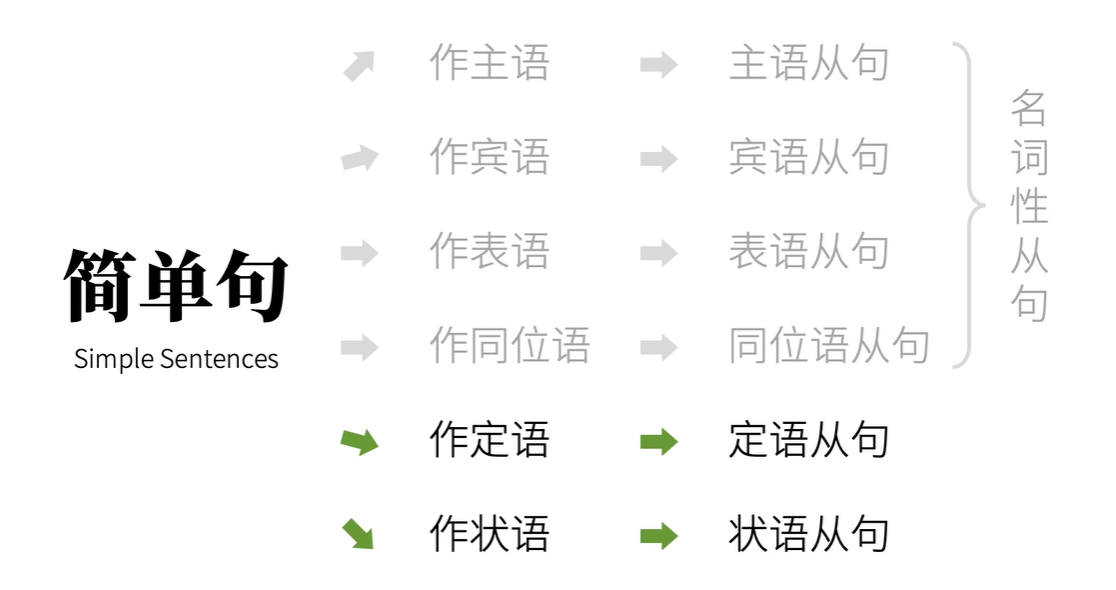 作主语 主语从句
作宾语 宾语从句
作表语 表语从句
作同位语 同位语从句
名词性从句
简单句
Simple Sentences
作定语 定语从句
作状语 状语从句